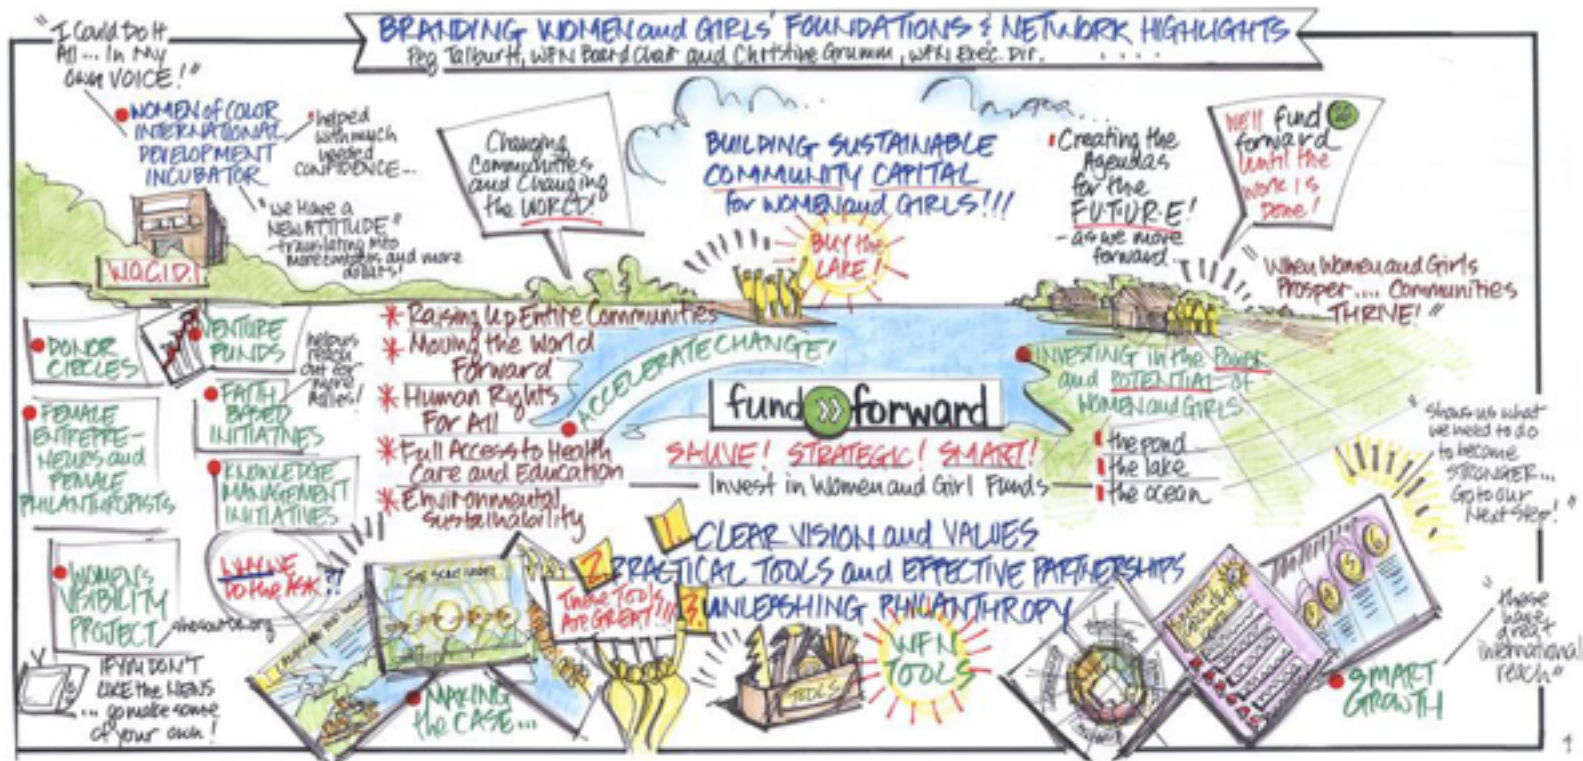 BRANDING WOMEN and GIRLS' FOUNDATIONS & NETWORK HIGHLIGHTS
Peg Talburtt, WFN Board Chair and Christine Grumm, WFN Exec. Dir.
"I Could Do It
All... In My
Own VOICE!"
WOMEN of COLOR
INTERNATIONAL
DEVELOPMENT
INCUBATOR
helped
with much
needed
CONFIDENCE...
"We Have a
NEW ATTITUDE"
-translating into
more contacts and more
dollars!
W.O.C.I.D.I
Changing
Communities
and Changing
the WORLD!
BUILDING SUSTAINABLE
COMMUNITY CAPITAL
for WOMEN and GIRLS!!!
BUY the
LAKE!
Creating the
Agendas
for the
F.U.T.U.R.E!
-as we move
forward
We'll fund
forward
until the
work is
Done!
"When Women and Girls
Prosper.... Communities
THRIVE!"
DONOR
CIRCLES
VENTURE
FUNDS
helps us
reach
out for
more
Allies!
FAITH
BASED
INITIATIVES
FEMALE
ENTREPRE-
NEURS and
FEMALE
PHILANTHROPISTS
KNOWLEDGE
MANAGEMENT
INITIATIVES
Raising Up Entire Communities
Moving the World
Forward
Human Rights
For All
Full Access to Health
Care and Education
Environmental
Sustainability
ACCELERATE CHANGE!
fund >> forward
SAUVE! STRATEGIC! SMART!
Invest in Women and Girl Funds
INVESTING in the Power
and POTENTIAL of
WOMEN and GIRLS
the pond
the lake
the ocean
"Shows us what
we need to do
to become
STRONGER...
Go to our
Next Step!"
1. CLEAR VISION and VALUES
2. PRACTICAL TOOLS and EFFECTIVE PARTNERSHIPS
3. UNLEASHING PHILANTHROPY
WOMEN'S
VISIBILITY
PROJECT
shesource.org
IF YOU DON'T
LIKE the NEWS
... go make some
of your own!
DO the ASK?!
MAKING
the CASE...
These Tools
Are GREAT!!!
TOOLS
WFN
TOOLS
SMART
GROWTH
"these
have
great
international
reach"